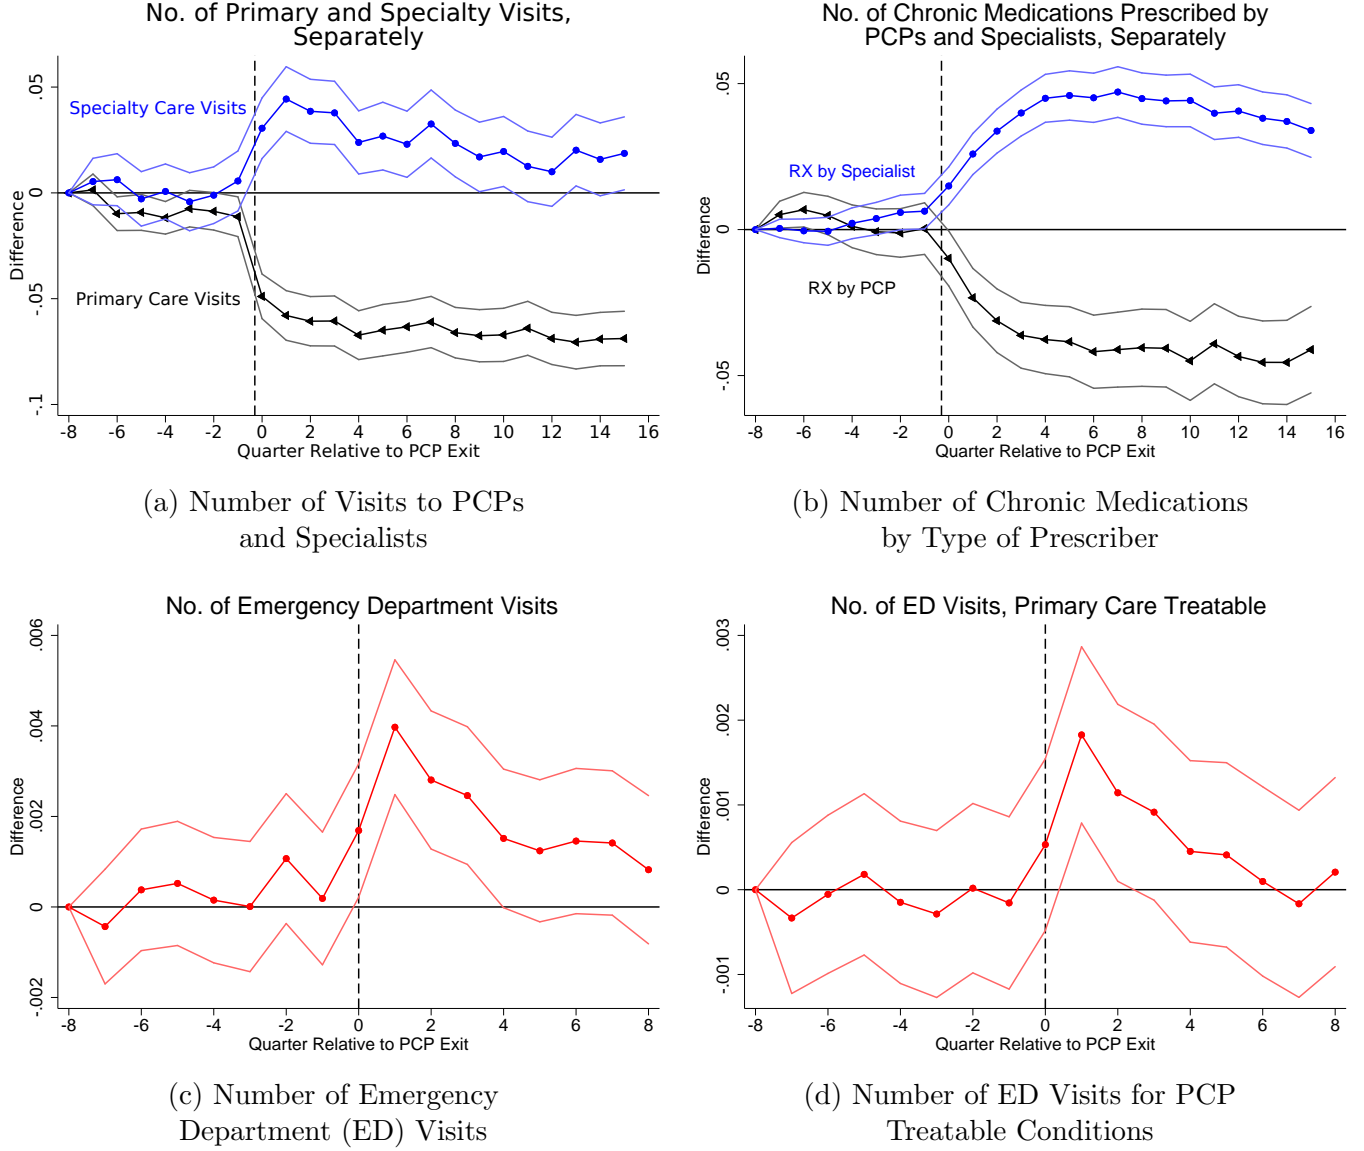 No. of Primary and Specialty Visits,
Separately
.05
0
-.05
-.1
Difference
Specialty Care Visits
Primary Care Visits
-8 -6 -4 -2 0 2 4 6 8 10 12 14 16
Quarter Relative to PCP Exit
(a) Number of Visits to PCPs
and Specialists
No. of Chronic Medications Prescribed by
PCPs and Specialists, Separately
.05
0
-.05
Difference
RX by Specialist
RX by PCP
-8 -6 -4 -2 0 2 4 6 8 10 12 14 16
Quarter Relative to PCP Exit
(b) Number of Chronic Medications
by Type of Prescriber
No. of Emergency Department Visits
.006
.004
.002
0
-.002
Difference
-8 -6 -4 -2 0 2 4 6 8
Quarter Relative to PCP Exit
(c) Number of Emergency
Department (ED) Visits
No. of ED Visits, Primary Care Treatable
.003
.002
.001
0
-.001
Difference
-8 -6 -4 -2 0 2 4 6 8
Quarter Relative to PCP Exit
(d) Number of ED Visits for PCP
Treatable Conditions